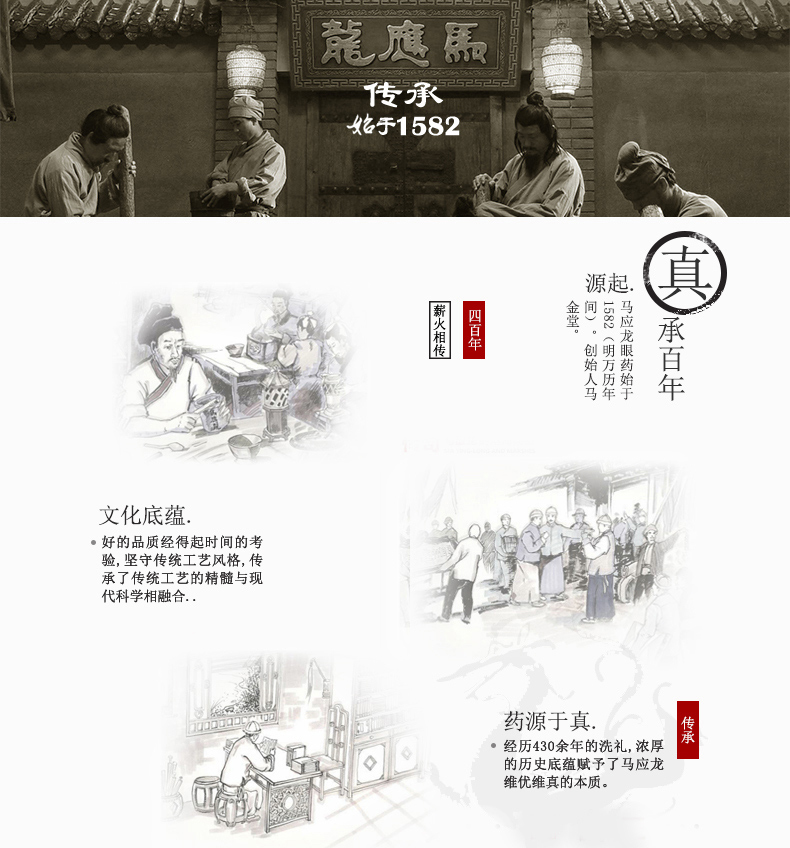 龍應馬
传承
始于1582
真
承百年
源起.
马应龙眼药始于
1582（明万历年
间）。创始人马
金堂。
四百年
薪火相传
文化底蕴.
好的品质经得起时间的考
验,坚守传统工艺风格,传
承了传统工艺的精髓与现
代科学相融合..
药源于真.
传承
经历430余年的洗礼,浓厚
的历史底蕴赋予了马应龙
维优维真的本质。